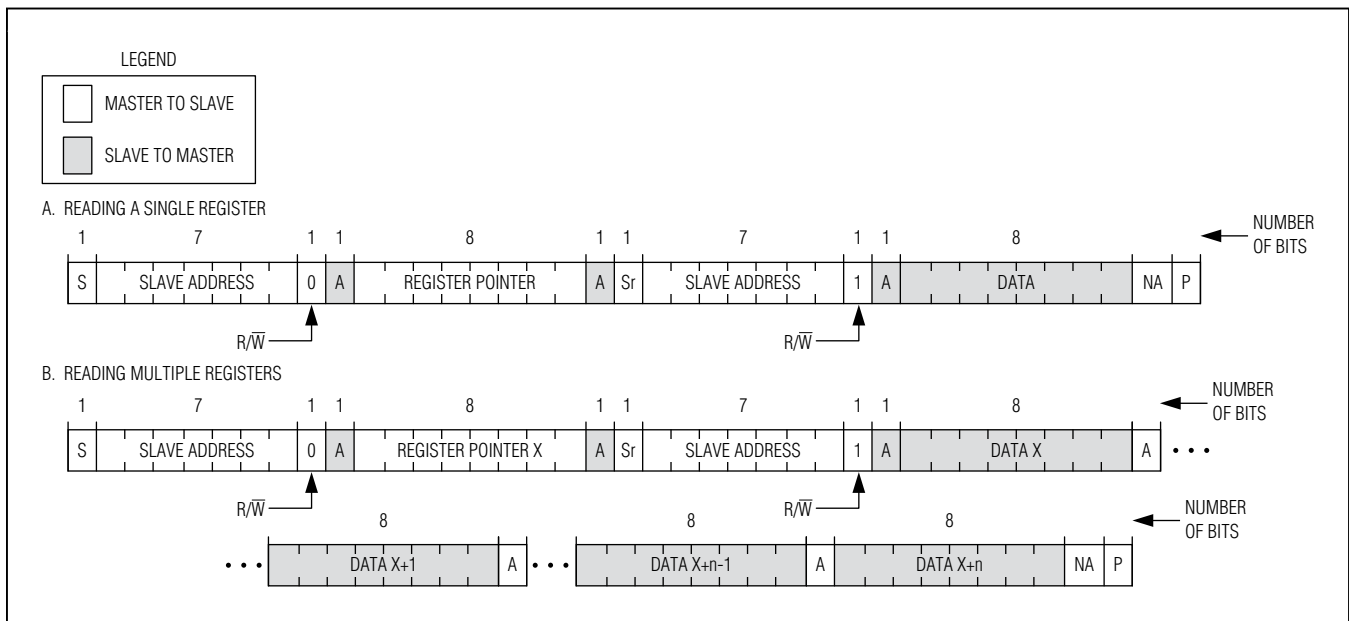 LEGEND
MASTER TO SLAVE
SLAVE TO MASTER
A. READING A SINGLE REGISTER
1 7 1 1 8 1 1 7 1 1 8 NUMBER OF BITS
S SLAVE ADDRESS 0 A REGISTER POINTER A Sr SLAVE ADDRESS 1 A DATA NA P
R/W̅ R/W̅
B. READING MULTIPLE REGISTERS
1 7 1 1 8 1 1 7 1 1 8 NUMBER OF BITS
S SLAVE ADDRESS 0 A REGISTER POINTER X A Sr SLAVE ADDRESS 1 A DATA X A • • •
R/W̅ R/W̅
8 8 8 NUMBER OF BITS
• • • DATA X+1 A • • • DATA X+n-1 A DATA X+n NA P